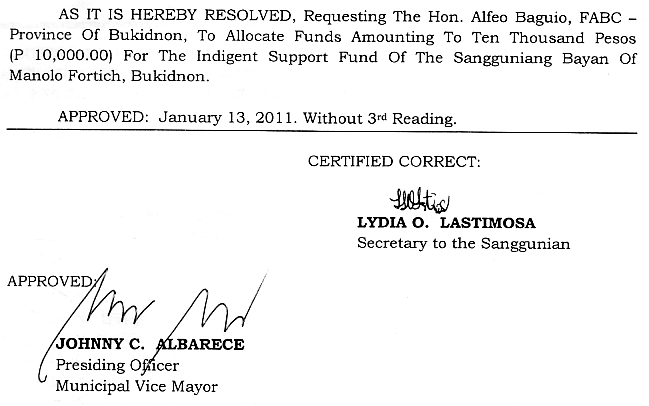 AS IT IS HEREBY RESOLVED, Requesting The Hon. Alfeo Baguio, FABC –
Province Of Bukidnon, To Allocate Funds Amounting To Ten Thousand Pesos
(P 10,000.00) For The Indigent Support Fund Of The Sangguniang Bayan Of
Manolo Fortich, Bukidnon.
APPROVED: January 13, 2011. Without 3rd Reading.
CERTIFIED CORRECT:
LYDIA O. LASTIMOSA
Secretary to the Sanggunian
APPROVED:
JOHNNY C. ALBARECE
Presiding Officer
Municipal Vice Mayor